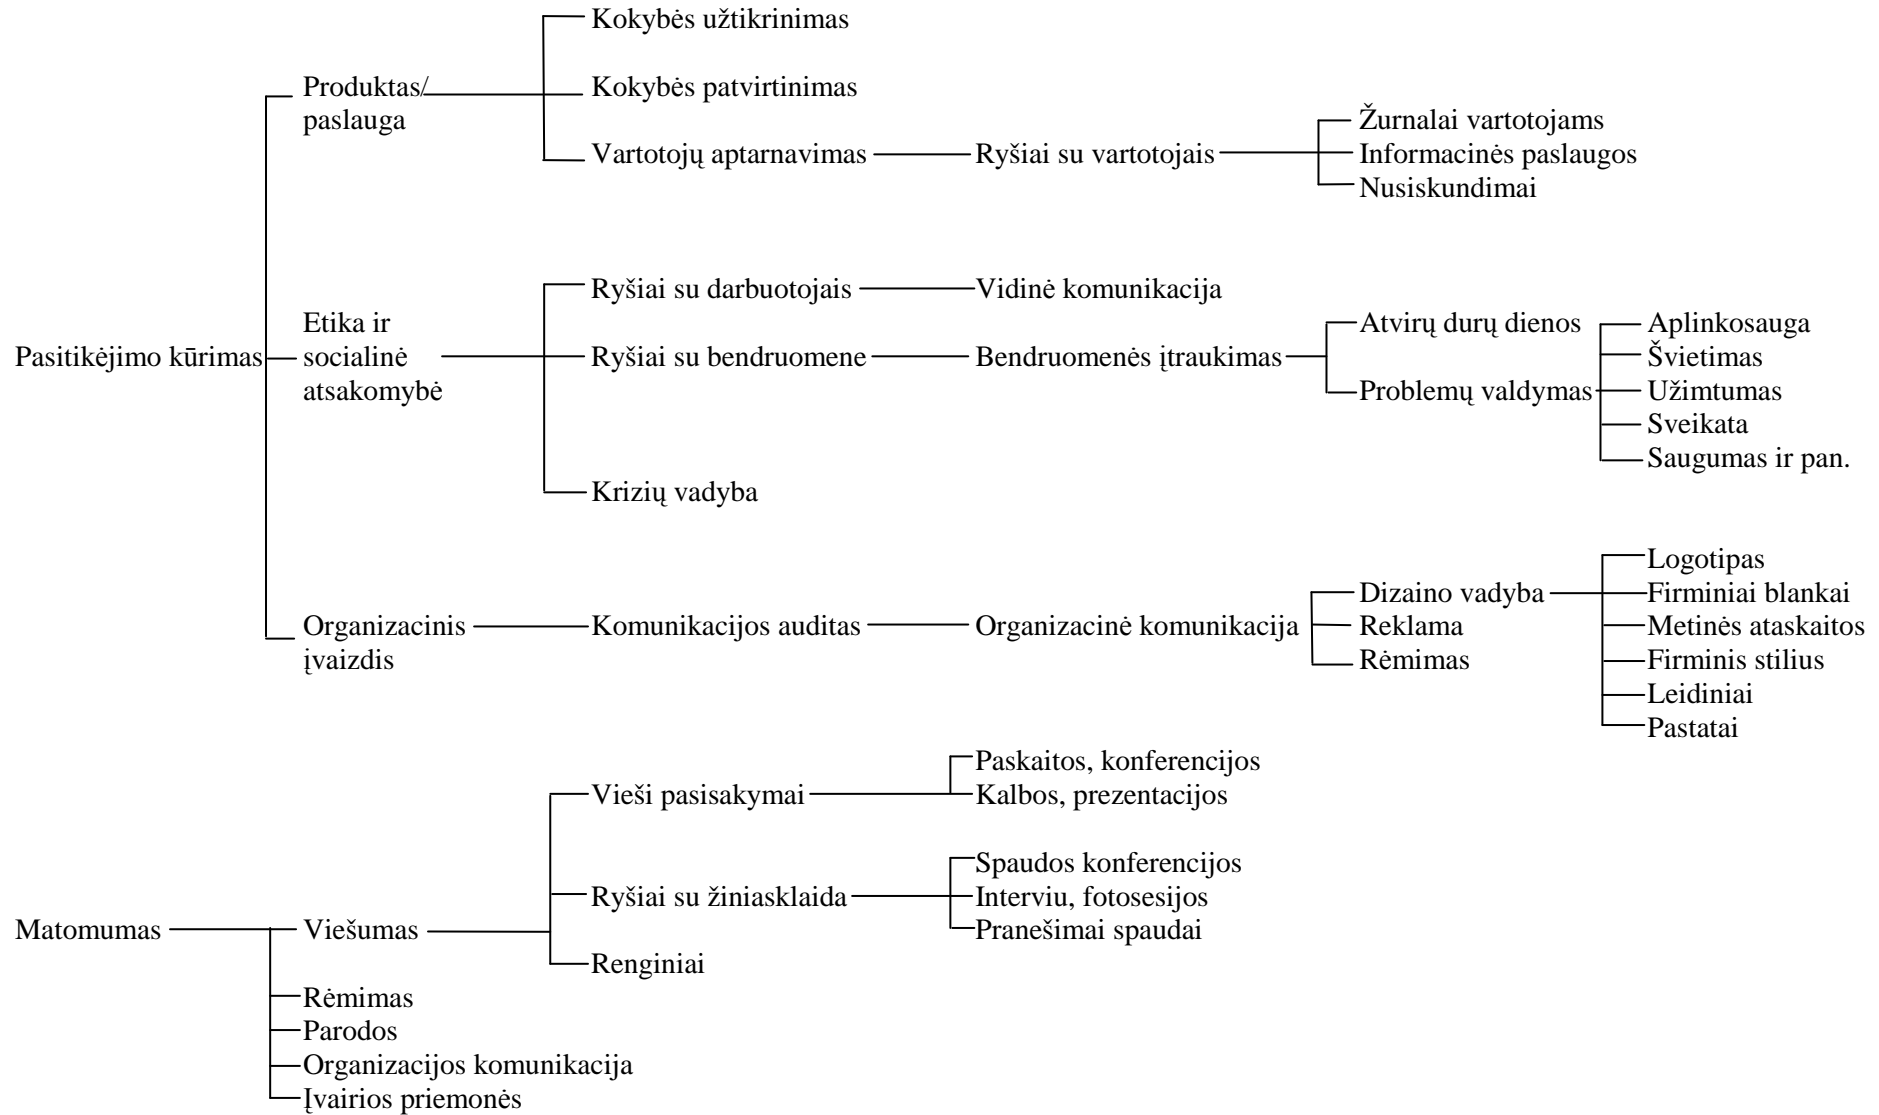 Kokybės užtikrinimas
Produktas/
paslauga
Kokybės patvirtinimas
Vartotojų aptarnavimas
Ryšiai su vartotojais
Žurnalai vartotojams
Informacinės paslaugos
Nusiskundimai
Pasitikėjimo kūrimas
Etika ir
socialinė
atsakomybė
Ryšiai su darbuotojais
Vidinė komunikacija
Ryšiai su bendruomene
Bendruomenės įtraukimas
Atvirų durų dienos
Problemų valdymas
Aplinkosauga
Švietimas
Užimtumas
Sveikata
Saugumas ir pan.
Krizių vadyba
Organizacinis
įvaizdis
Komunikacijos auditas
Organizacinė komunikacija
Dizaino vadyba
Reklama
Rėmimas
Logotipas
Firminiai blankai
Metinės ataskaitos
Firminis stilius
Leidiniai
Pastatai
Matomumas
Viešumas
Vieši pasisakymai
Paskaitos, konferencijos
Kalbos, prezentacijos
Ryšiai su žiniasklaida
Spaudos konferencijos
Interviu, fotosesijos
Pranešimai spaudai
Renginiai
Rėmimas
Parodos
Organizacijos komunikacija
Įvairios priemonės